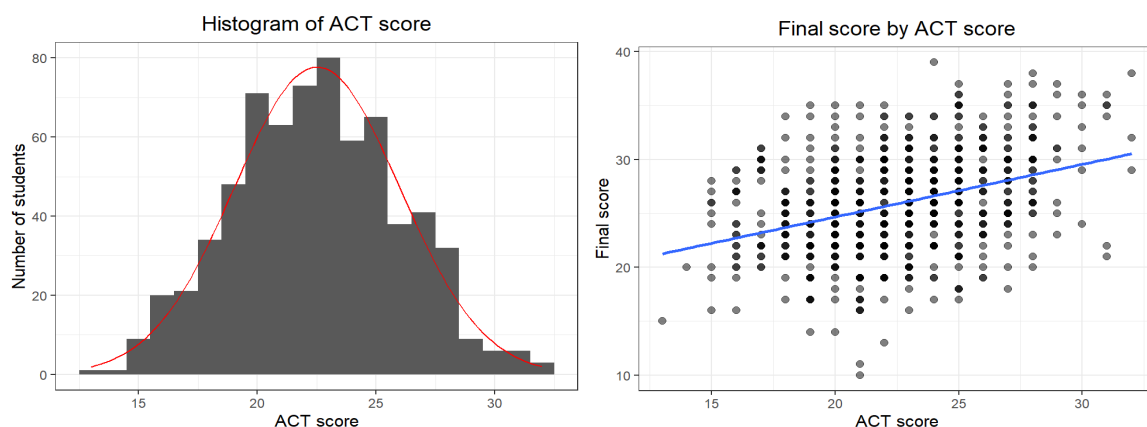 Histogram of ACT score
Number of students
80
60
40
20
0
15 20 25 30
ACT score
Final score by ACT score
Final score
40
30
20
10
15 20 25 30
ACT score